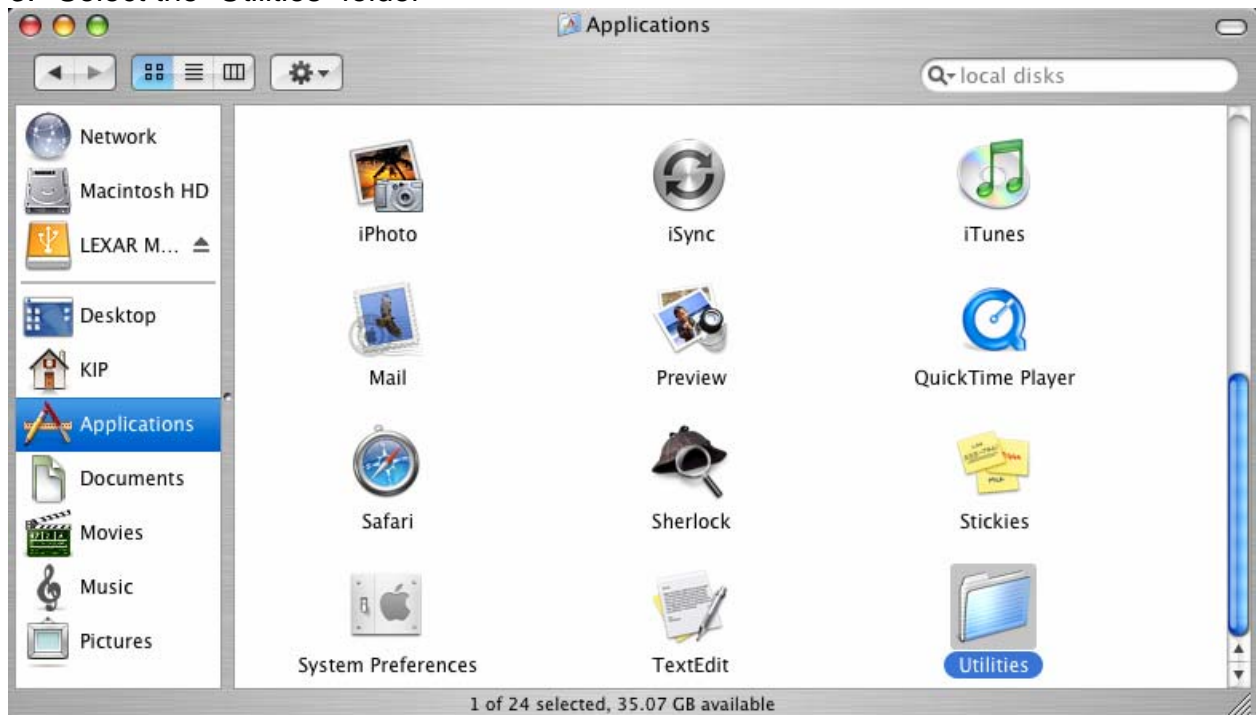 Applications
local disks
Network
Macintosh HD
LEXAR M...
Desktop
KIP
Applications
Documents
Movies
Music
Pictures
iPhoto
iSync
iTunes
Mail
Preview
QuickTime Player
Safari
Sherlock
Stickies
System Preferences
TextEdit
Utilities
1 of 24 selected, 35.07 GB available